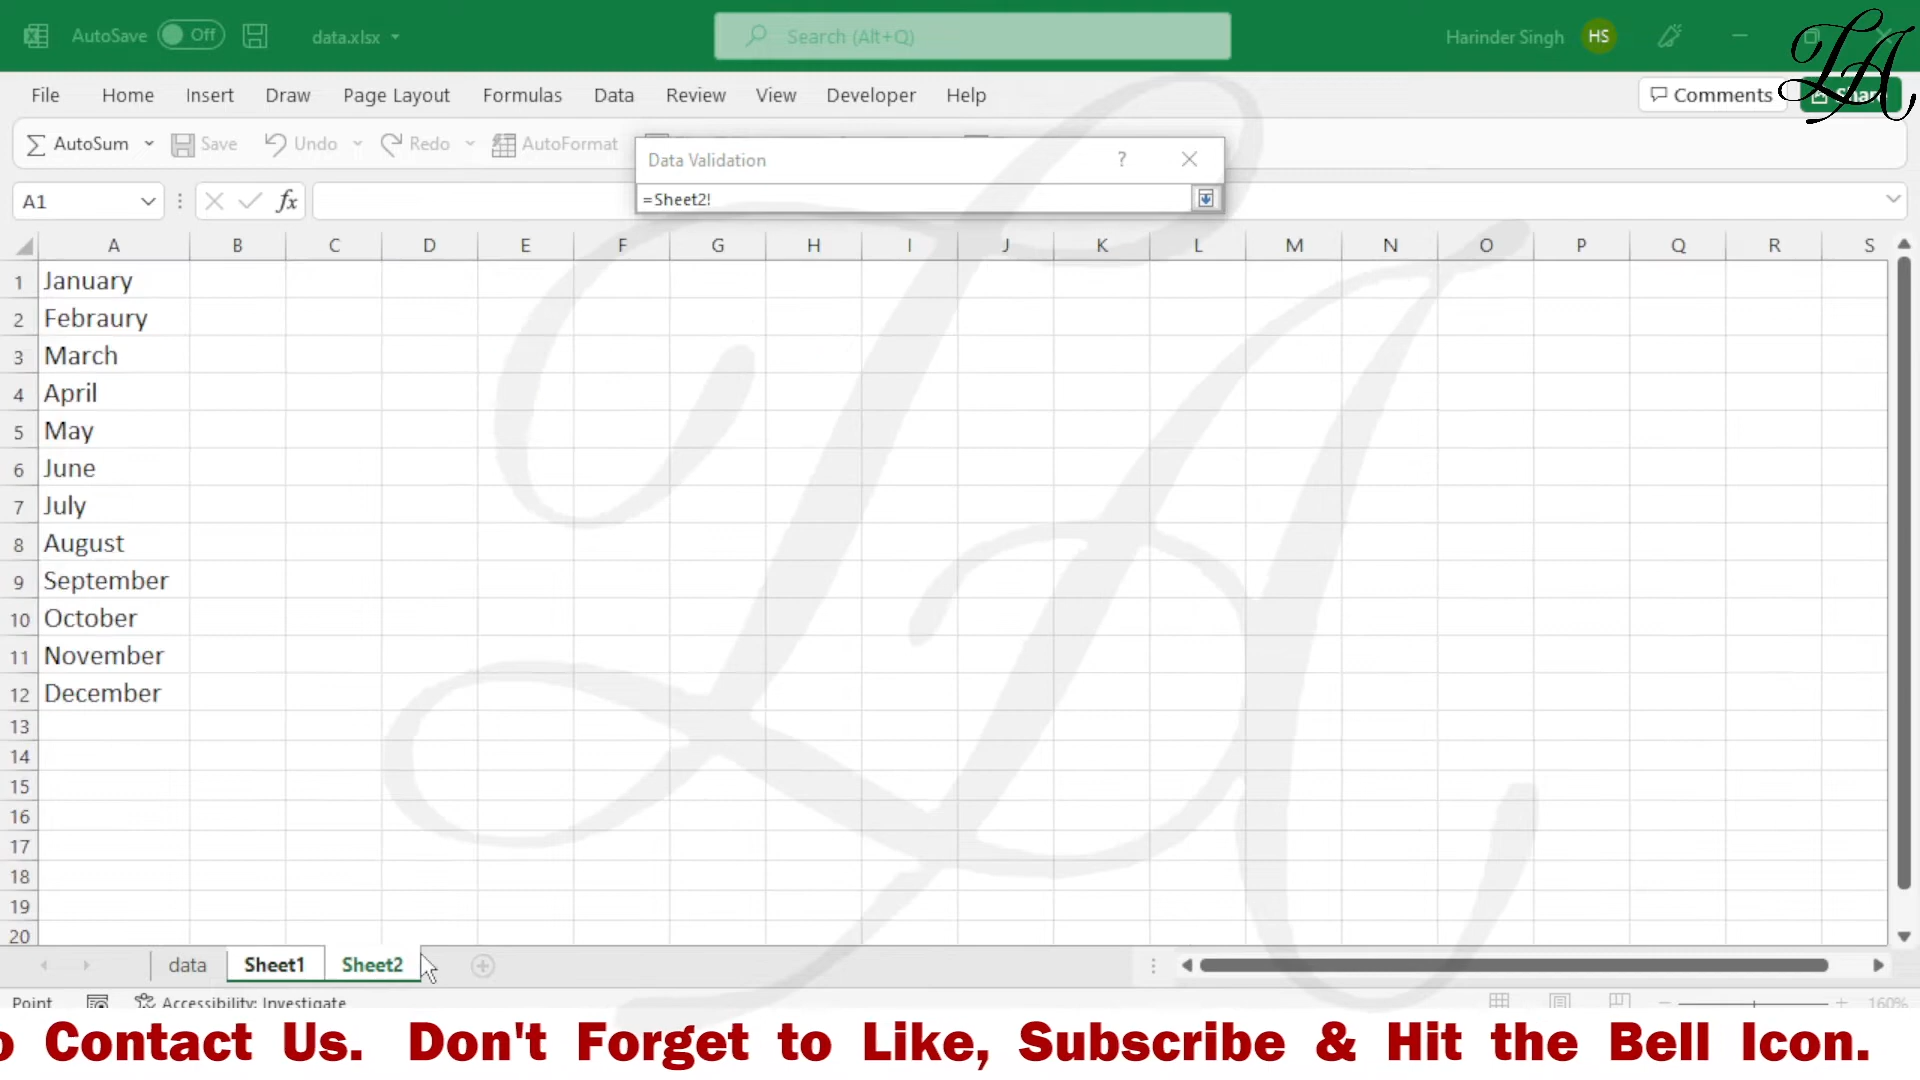 AutoSave Off data.xlsx Search (Alt+Q) Harinder Singh HS
File Home Insert Draw Page Layout Formulas Data Review View Developer Help Comments Share
AutoSum Save Undo Redo AutoFormat
Data Validation ?
=Sheet2!
A1 fx
A B C D E F G H I J K L M N O P Q R S
1 January
2 Febraury
3 March
4 April
5 May
6 June
7 July
8 August
9 September
10 October
11 November
12 December
13
14
15
16
17
18
19
20
data Sheet1 Sheet2
Point Accessibility: Investigate 160%
o Contact Us. Don't Forget to Like, Subscribe & Hit the Bell Icon.
LA